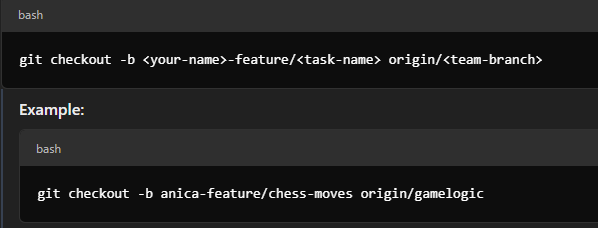 bash
git checkout -b <your-name>-feature/<task-name> origin/<team-branch>
Example:
bash
git checkout -b anica-feature/chess-moves origin/gamelogic